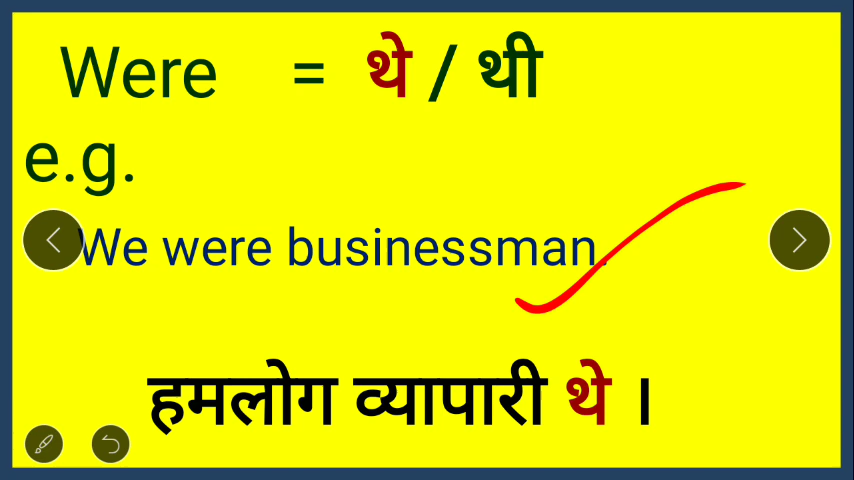 Were = थे / थी
e.g.
We were businessman.
हमलोग व्यापारी थे ।